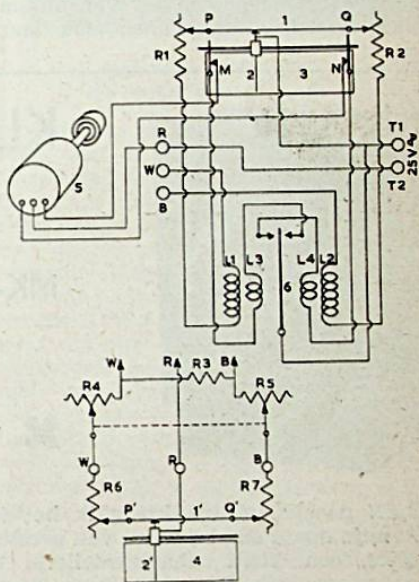 P 1 Q
R1 R2
M 2 3 N
R T1
W 25 V
B T2
5
L1 L3 L4 L2
6
W R B
R3
R4 R5
W R B
R6 R7
P' 1' Q'
2' 4